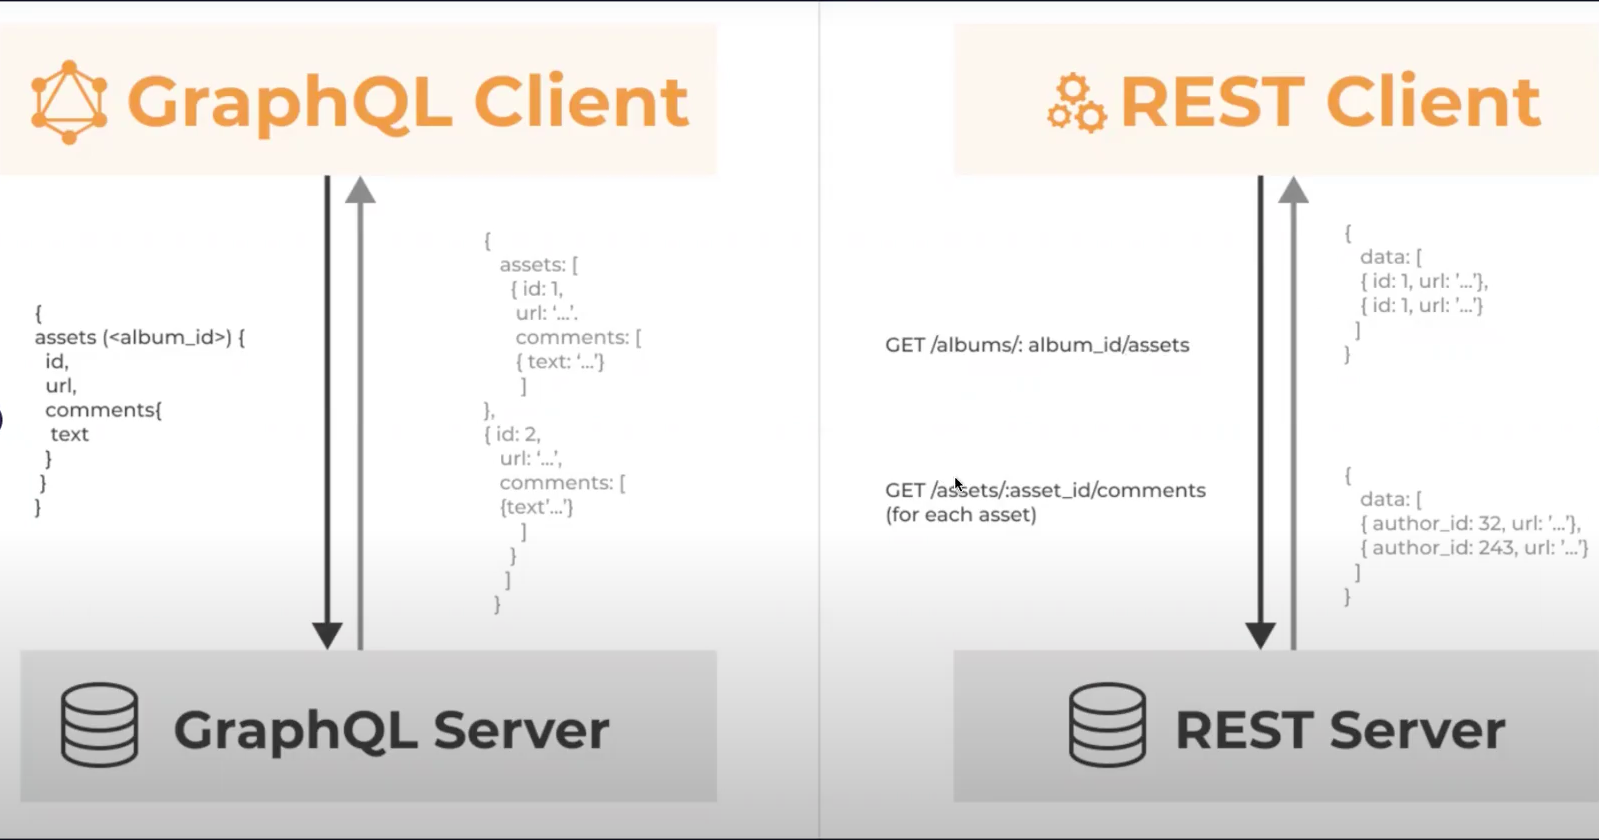 GraphQL Client
{
assets (<album_id>) {
id,
url,
comments{
text
}
}
}
{
assets: [
{ id: 1,
url: ‘...’.
comments: [
{ text: ‘...’}
]
},
{ id: 2,
url: ‘...’,
comments: [
{text’...’}
]
}
]
}
GraphQL Server
REST Client
GET /albums/: album_id/assets
{
data: [
{ id: 1, url: ’...’},
{ id: 1, url: ’...’}
]
}
GET /assets/:asset_id/comments
(for each asset)
{
data: [
{ author_id: 32, url: ’...’},
{ author_id: 243, url: ’...’}
]
}
REST Server